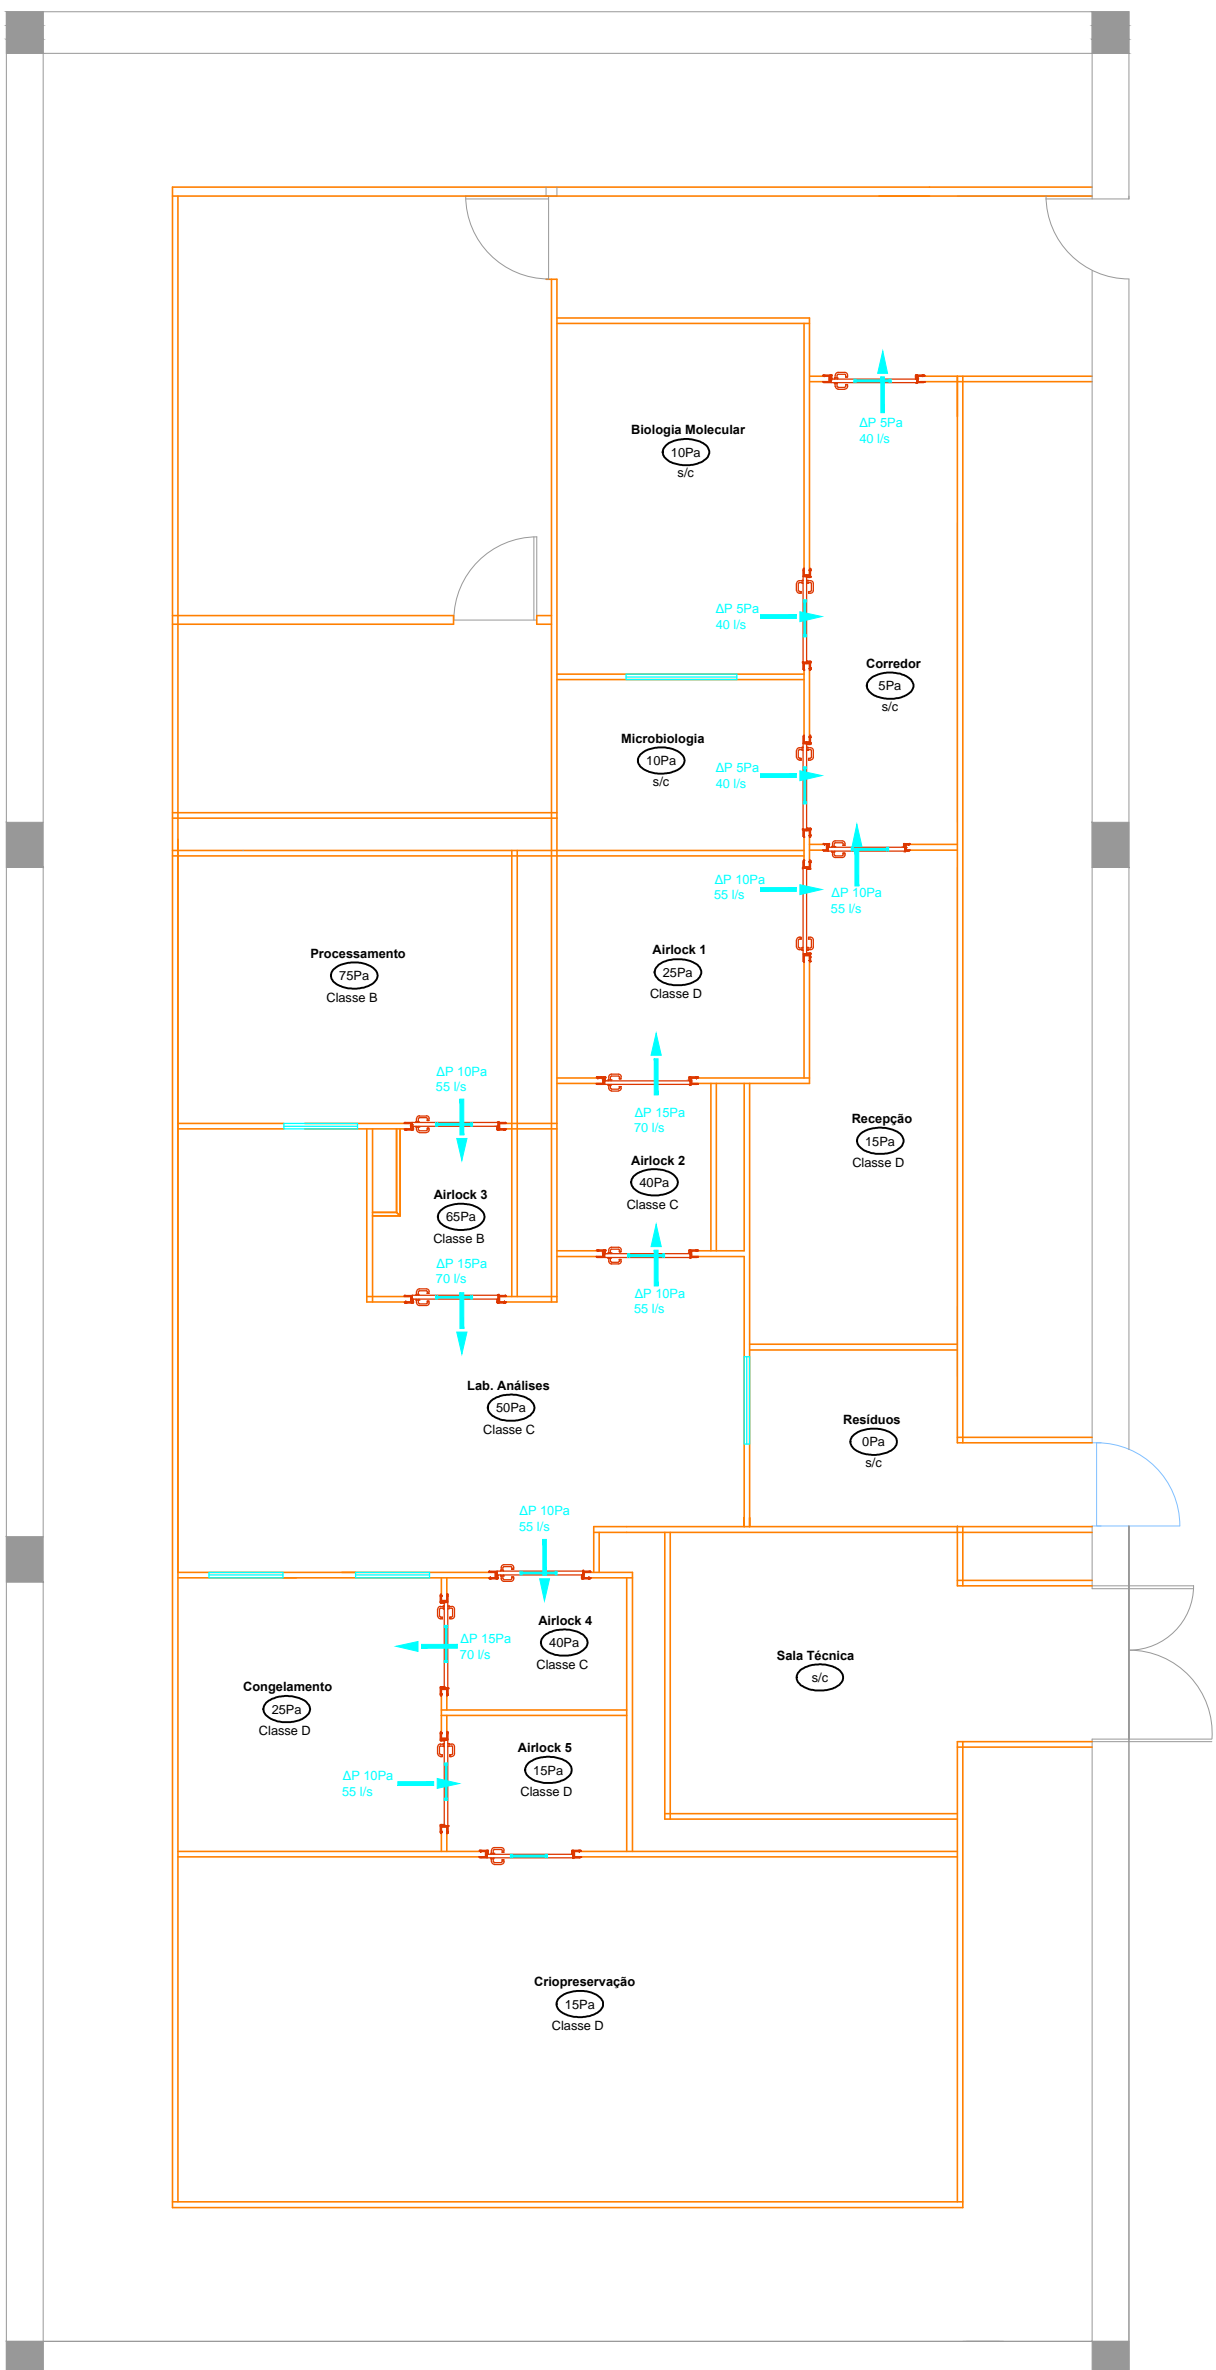 ΔP 5Pa
40 l/s
Biologia Molecular
10Pa
s/c
ΔP 5Pa
40 l/s
Corredor
5Pa
s/c
Microbiologia
10Pa
s/c
ΔP 5Pa
40 l/s
ΔP 10Pa
55 l/s
ΔP 10Pa
55 l/s
Processamento
75Pa
Classe B
Airlock 1
25Pa
Classe D
ΔP 10Pa
55 l/s
ΔP 15Pa
70 l/s
Recepção
15Pa
Classe D
Airlock 2
40Pa
Classe C
Airlock 3
65Pa
Classe B
ΔP 15Pa
70 l/s
ΔP 10Pa
55 l/s
Lab. Análises
50Pa
Classe C
Resíduos
0Pa
s/c
ΔP 10Pa
55 l/s
Airlock 4
40Pa
Classe C
ΔP 15Pa
70 l/s
Sala Técnica
s/c
Congelamento
25Pa
Classe D
Airlock 5
15Pa
Classe D
ΔP 10Pa
55 l/s
Criopreservação
15Pa
Classe D